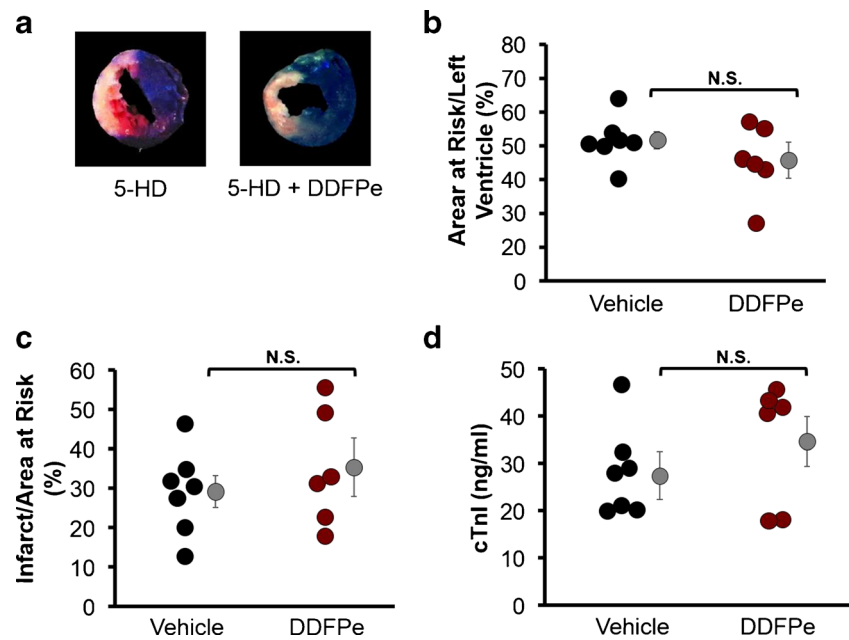 a
5-HD
5-HD + DDFPe
b
Arear at Risk/Left
Ventricle (%)
80
70
60
50
40
30
20
10
0
N.S.
Vehicle
DDFPe
c
Infarct/Area at Risk
(%)
60
50
40
30
20
10
0
N.S.
Vehicle
DDFPe
d
cTnI (ng/ml)
50
40
30
20
10
0
N.S.
Vehicle
DDFPe